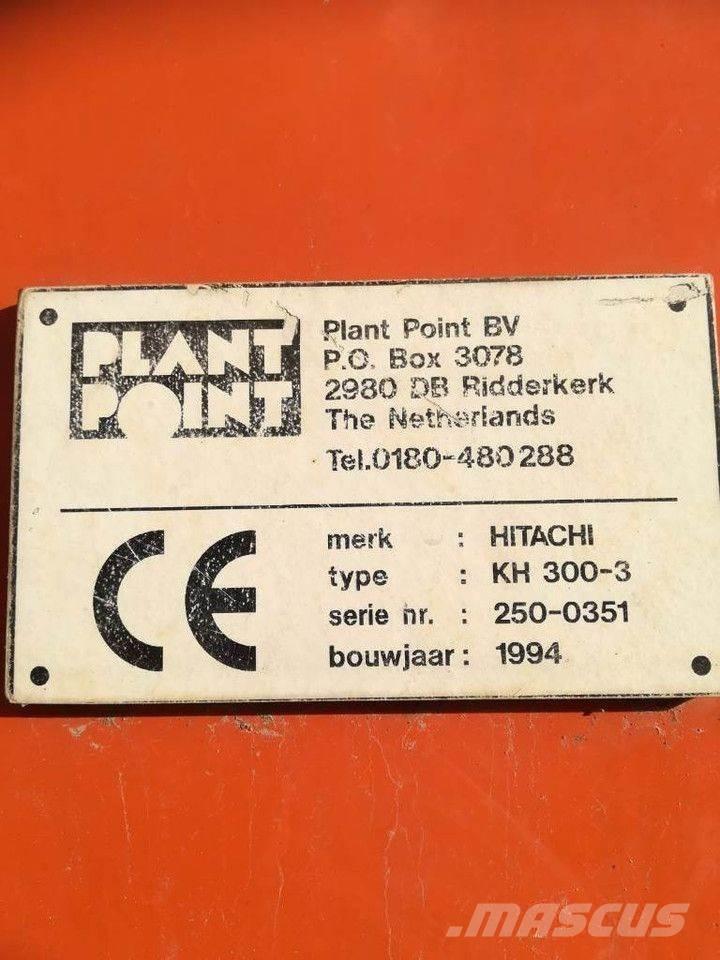 PLANT
POINT
Plant Point BV
P.O. Box 3078
2980 DB Ridderkerk
The Netherlands
Tel.0180-480288
CE
merk : HITACHI
type : KH 300-3
serie nr. : 250-0351
bouwjaar : 1994
MASCUS